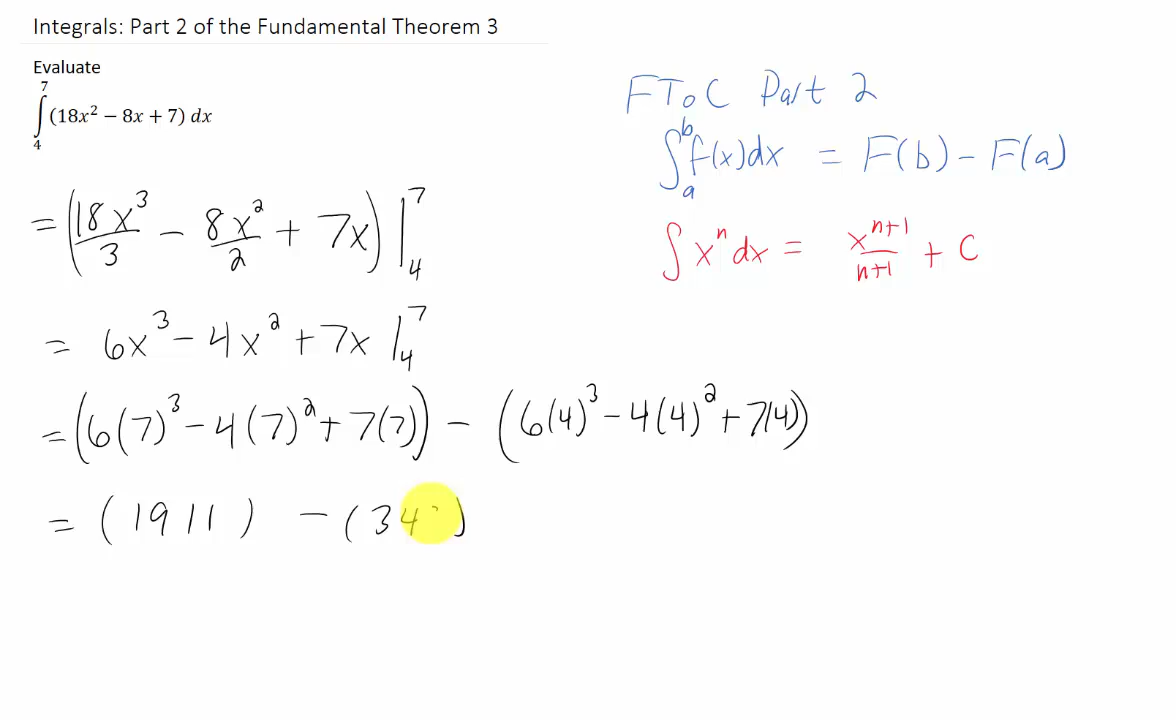 Integrals: Part 2 of the Fundamental Theorem 3
Evaluate
∫₄⁷ (18x² − 8x + 7) dx
= (18x³/3 − 8x²/2 + 7x) |₄⁷
= 6x³ − 4x² + 7x |₄⁷
= (6(7)³ − 4(7)² + 7(7)) − (6(4)³ − 4(4)² + 7(4))
= (1911) − (34 )
FToC Part 2
∫ₐᵇ f(x)dx = F(b) − F(a)
∫ xⁿ dx = xⁿ⁺¹/n+1 + C